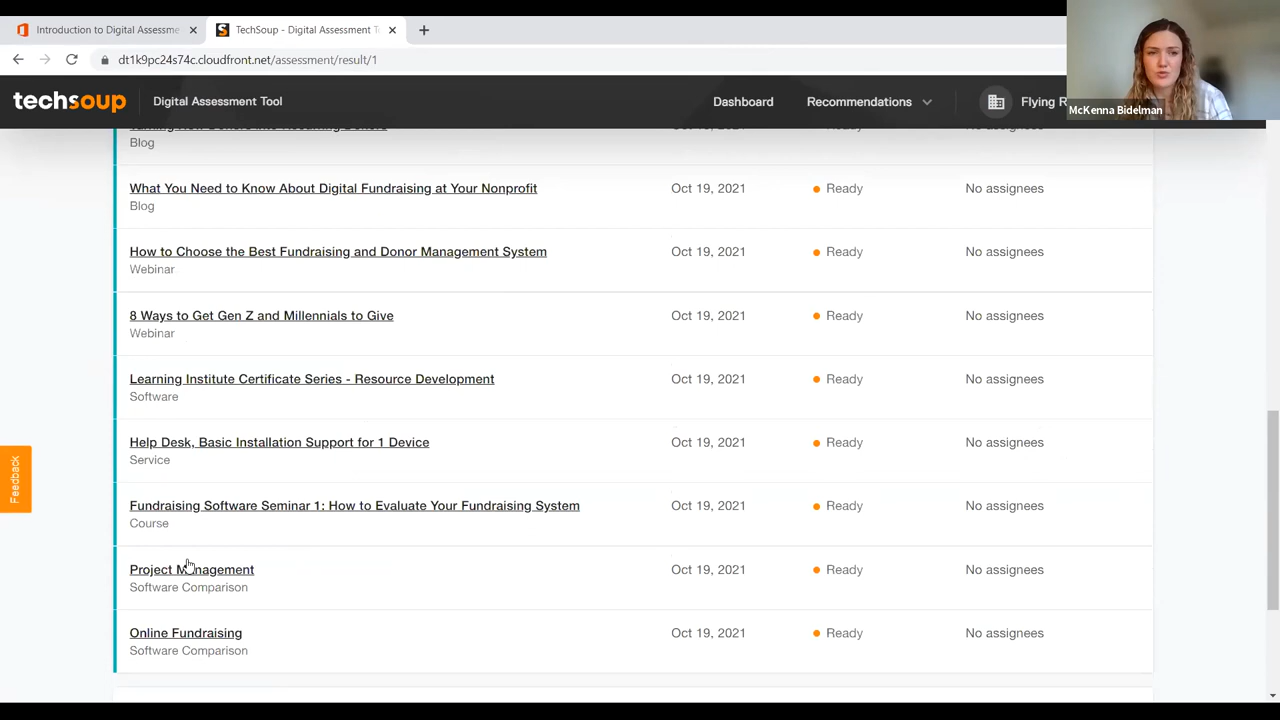 Introduction to Digital Assessme
TechSoup - Digital Assessment T
dt1k9pc24s74c.cloudfront.net/assessment/result/1
techsoup
Digital Assessment Tool
Dashboard
Recommendations
Flying R
McKenna Bidelman
Blog
What You Need to Know About Digital Fundraising at Your Nonprofit
Oct 19, 2021
Ready
No assignees
Blog
How to Choose the Best Fundraising and Donor Management System
Oct 19, 2021
Ready
No assignees
Webinar
8 Ways to Get Gen Z and Millennials to Give
Oct 19, 2021
Ready
No assignees
Webinar
Learning Institute Certificate Series - Resource Development
Oct 19, 2021
Ready
No assignees
Software
Help Desk, Basic Installation Support for 1 Device
Oct 19, 2021
Ready
No assignees
Service
Feedback
Fundraising Software Seminar 1: How to Evaluate Your Fundraising System
Oct 19, 2021
Ready
No assignees
Course
Project Management
Oct 19, 2021
Ready
No assignees
Software Comparison
Online Fundraising
Oct 19, 2021
Ready
No assignees
Software Comparison